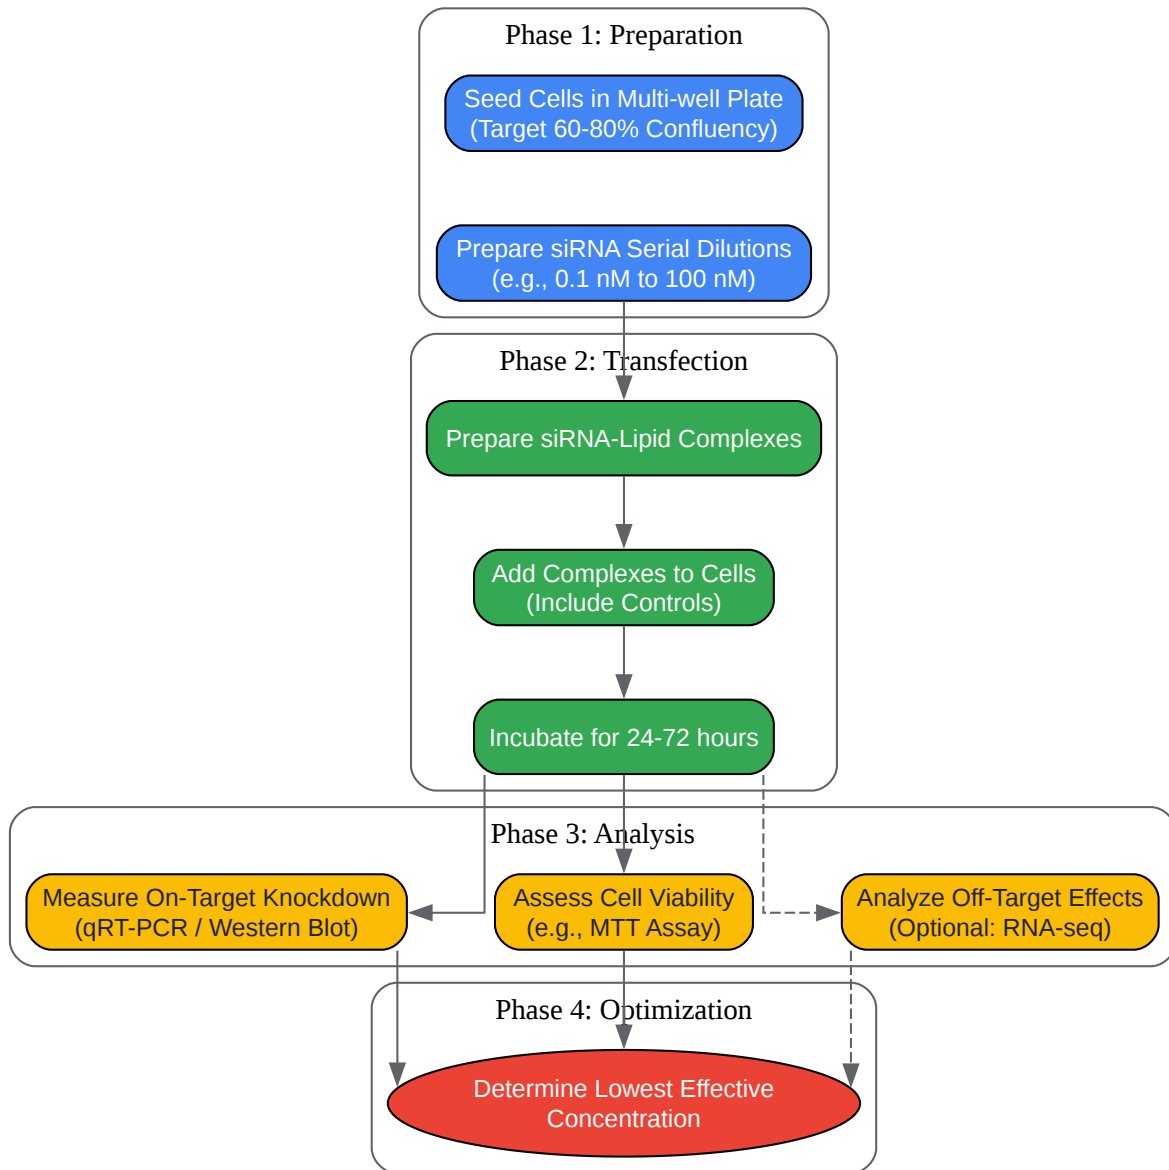 Phase 1: Preparation
Seed Cells in Multi-well Plate
(Target 60-80% Confluency)
Prepare siRNA Serial Dilutions
(e.g., 0.1 nM to 100 nM)
Phase 2: Transfection
Prepare siRNA-Lipid Complexes
Add Complexes to Cells
(Include Controls)
Incubate for 24-72 hours
Phase 3: Analysis
Measure On-Target Knockdown
(qRT-PCR / Western Blot)
Assess Cell Viability
(e.g., MTT Assay)
Analyze Off-Target Effects
(Optional: RNA-seq)
Phase 4: Optimization
Determine Lowest Effective
Concentration